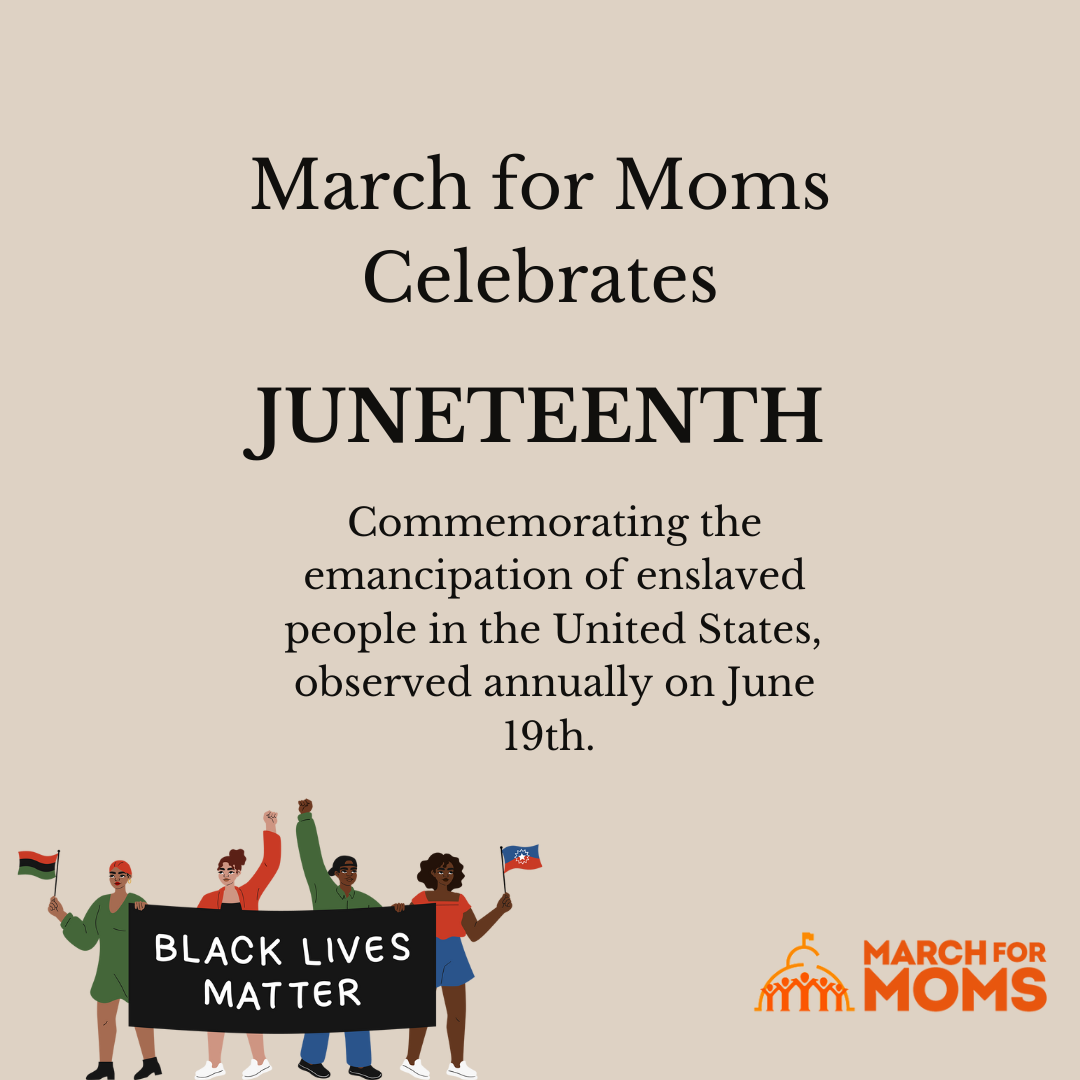 March for Moms
Celebrates
JUNETEENTH
Commemorating the
emancipation of enslaved
people in the United States,
observed annually on June
19th.
BLACK LIVES
MATTER
MARCH FOR
MOMS